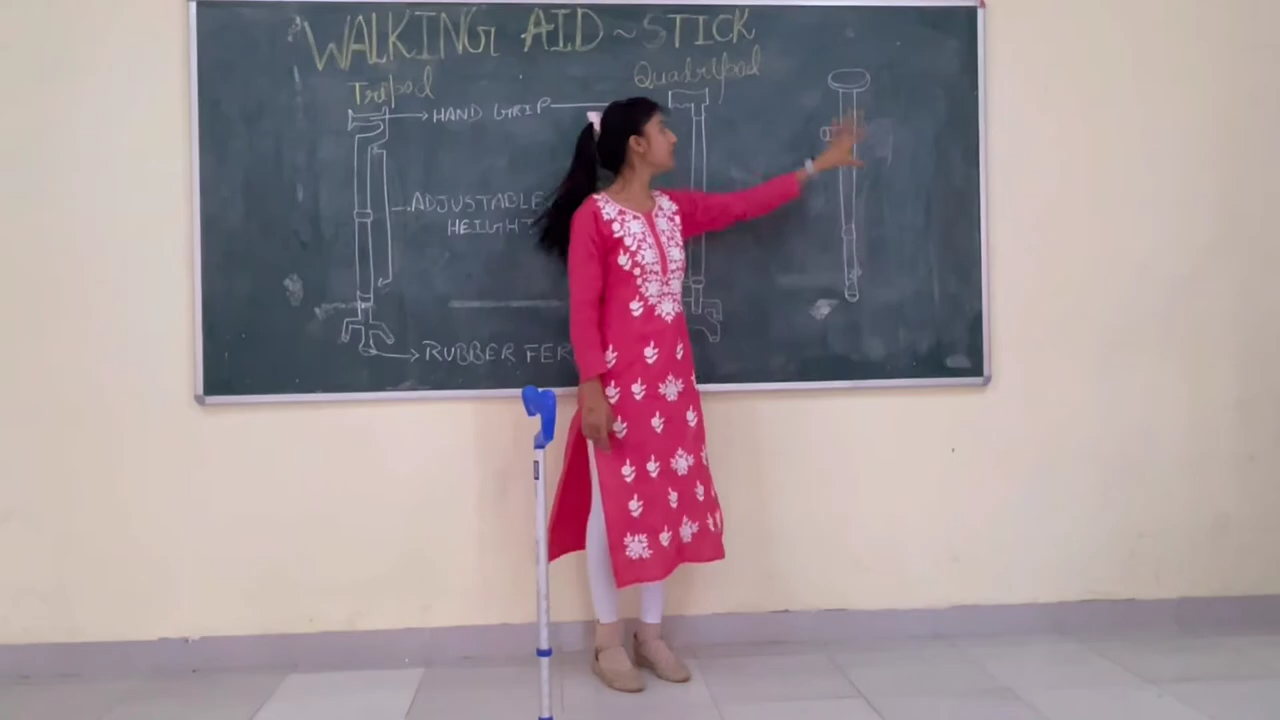 WALKING AID ~ STICK
Tripod
Quadripod
HAND GRIP
ADJUSTABLE
HEIGHT
RUBBER FER